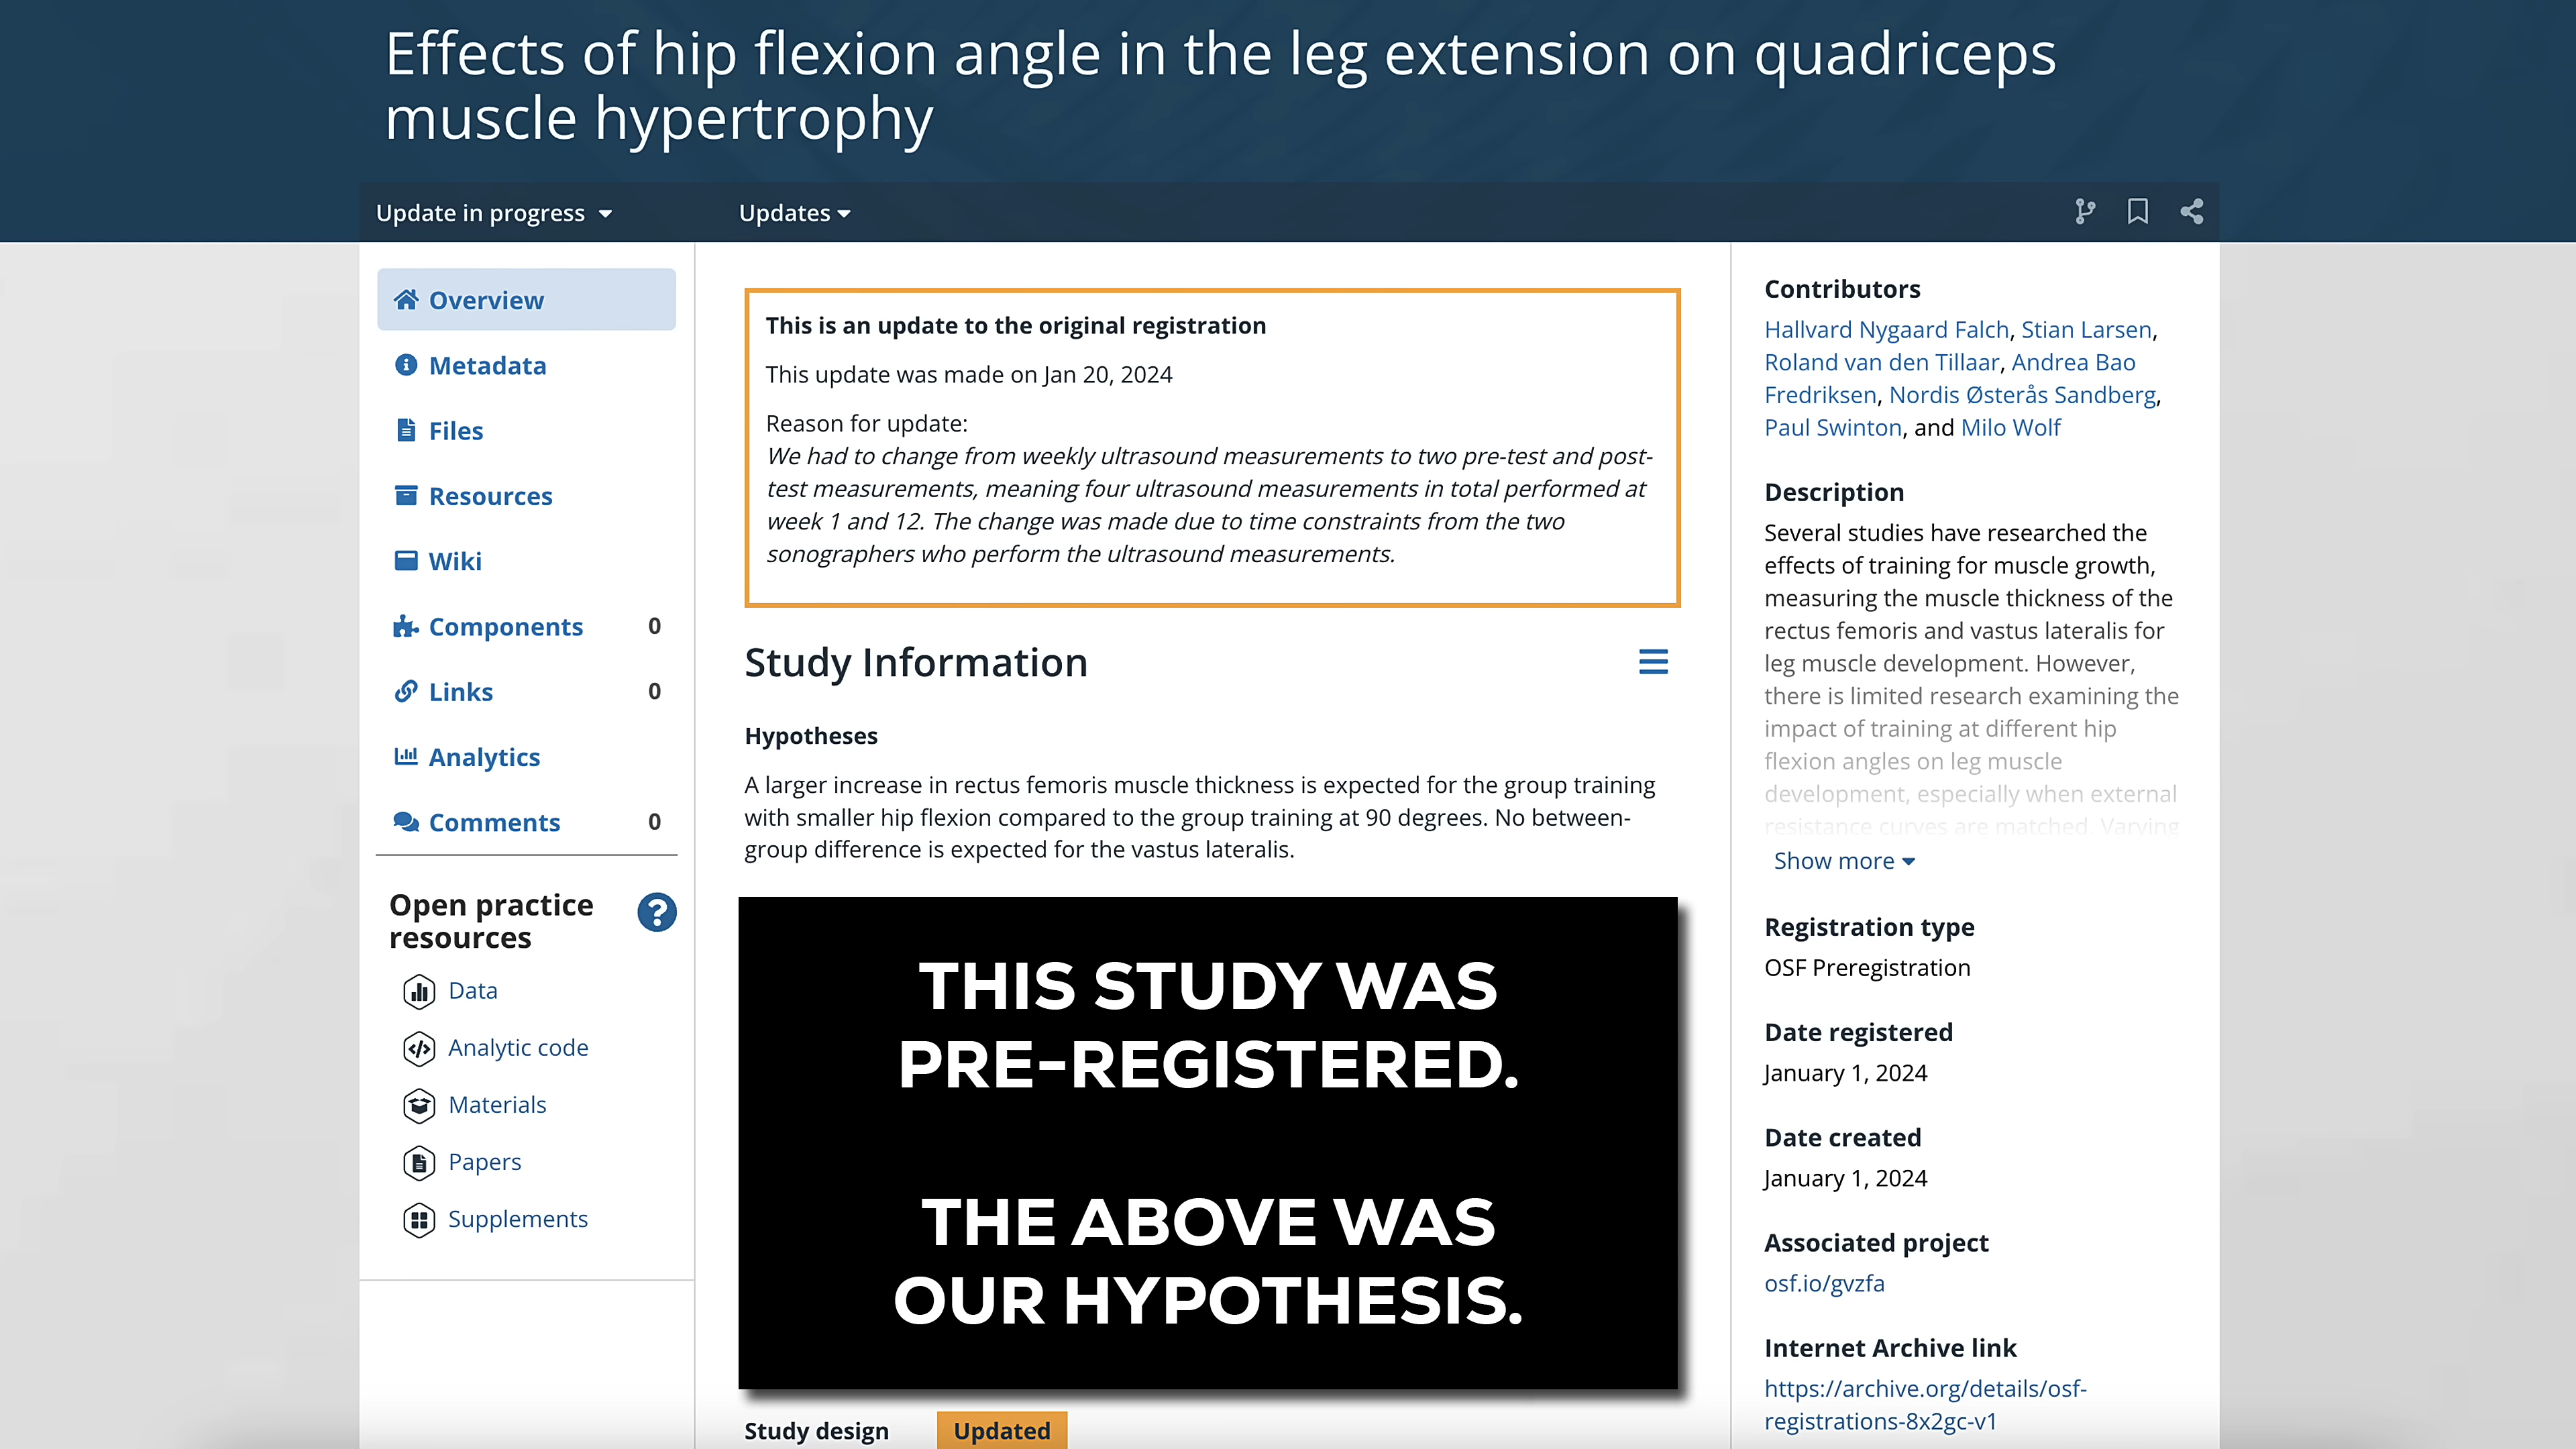 Effects of hip flexion angle in the leg extension on quadriceps
muscle hypertrophy
Update in progress
Updates
Overview
Metadata
Files
Resources
Wiki
Components 0
Links 0
Analytics
Comments 0
Open practice
resources
?
Data
Analytic code
Materials
Papers
Supplements
This is an update to the original registration
This update was made on Jan 20, 2024
Reason for update:
We had to change from weekly ultrasound measurements to two pre-test and post-
test measurements, meaning four ultrasound measurements in total performed at
week 1 and 12. The change was made due to time constraints from the two
sonographers who perform the ultrasound measurements.
Study Information
Hypotheses
A larger increase in rectus femoris muscle thickness is expected for the group training
with smaller hip flexion compared to the group training at 90 degrees. No between-
group difference is expected for the vastus lateralis.
THIS STUDY WAS
PRE-REGISTERED.
THE ABOVE WAS
OUR HYPOTHESIS.
Study design Updated
Contributors
Hallvard Nygaard Falch, Stian Larsen,
Roland van den Tillaar, Andrea Bao
Fredriksen, Nordis Østerås Sandberg,
Paul Swinton, and Milo Wolf
Description
Several studies have researched the
effects of training for muscle growth,
measuring the muscle thickness of the
rectus femoris and vastus lateralis for
leg muscle development. However,
there is limited research examining the
impact of training at different hip
flexion angles on leg muscle
development, especially when external
resistance curves are matched. Varying
Show more
Registration type
OSF Preregistration
Date registered
January 1, 2024
Date created
January 1, 2024
Associated project
osf.io/gvzfa
Internet Archive link
https://archive.org/details/osf-
registrations-8x2gc-v1